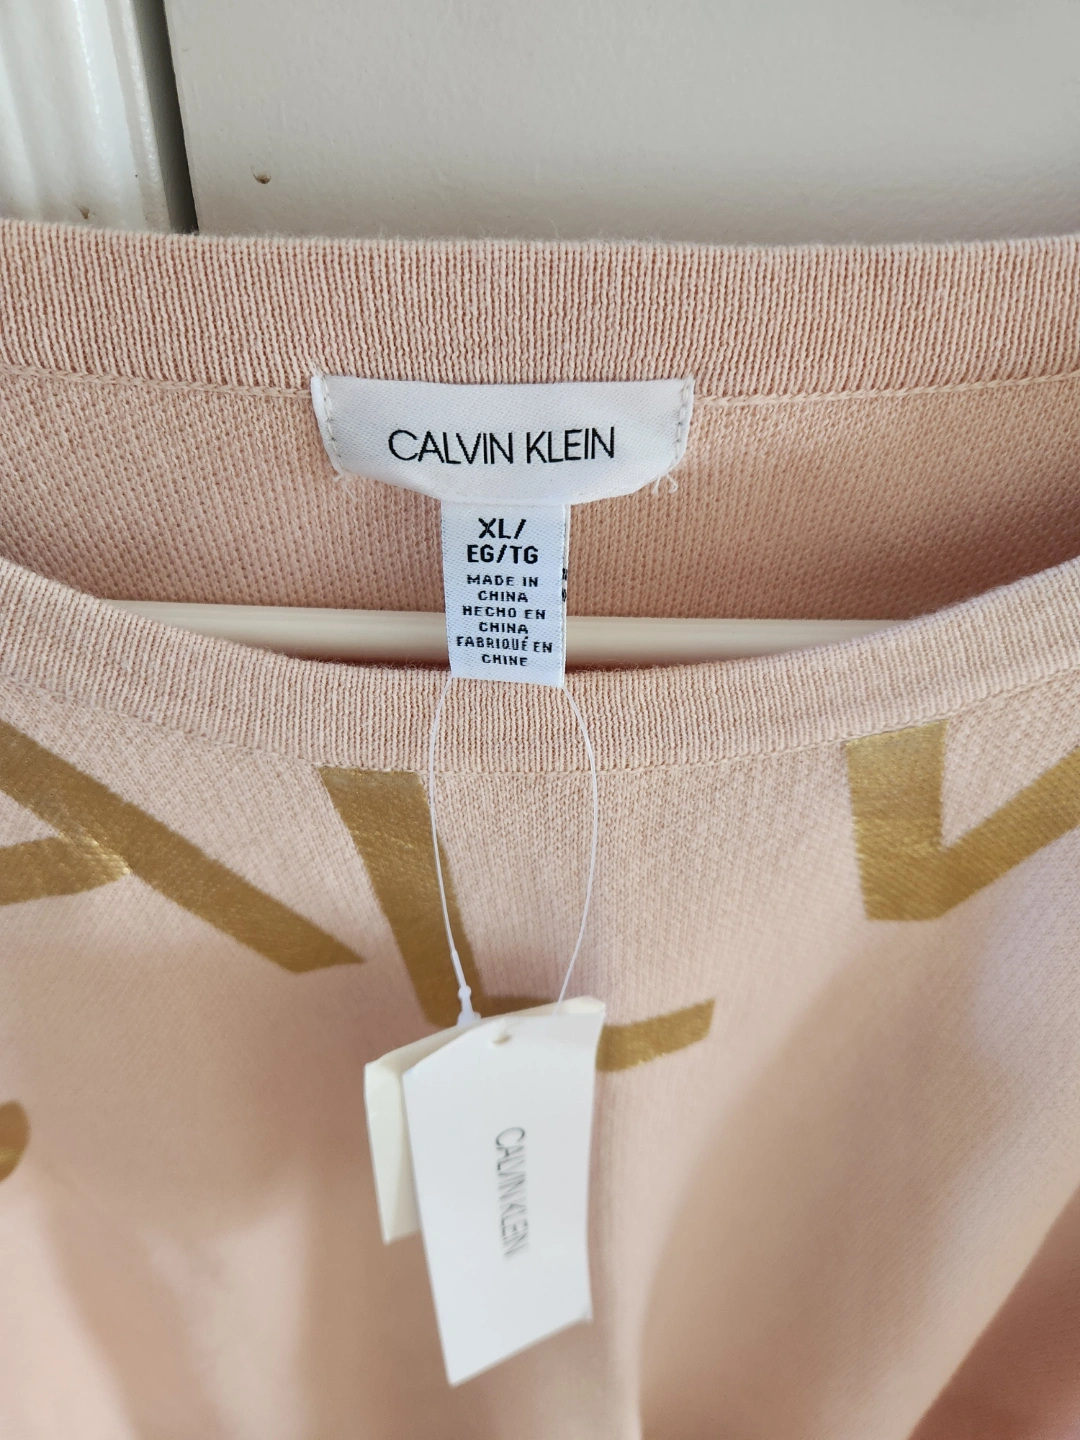 CALVIN KLEIN
XL/
EG/TG
MADE IN
CHINA
HECHO EN
CHINA
FABRIQUÉ EN
CHINE
CALVIN KLEIN